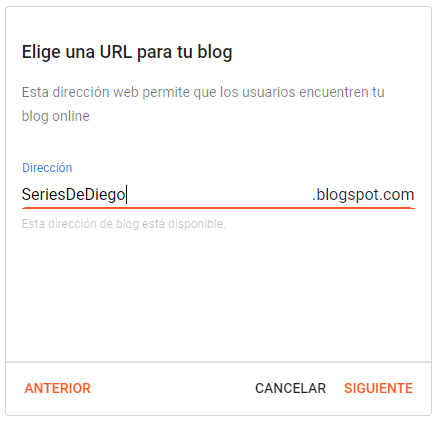 Elige una URL para tu blog
Esta dirección web permite que los usuarios encuentren tu
blog online
Dirección
SeriesDeDiego .blogspot.com
Esta dirección de blog está disponible.
ANTERIOR CANCELAR SIGUIENTE